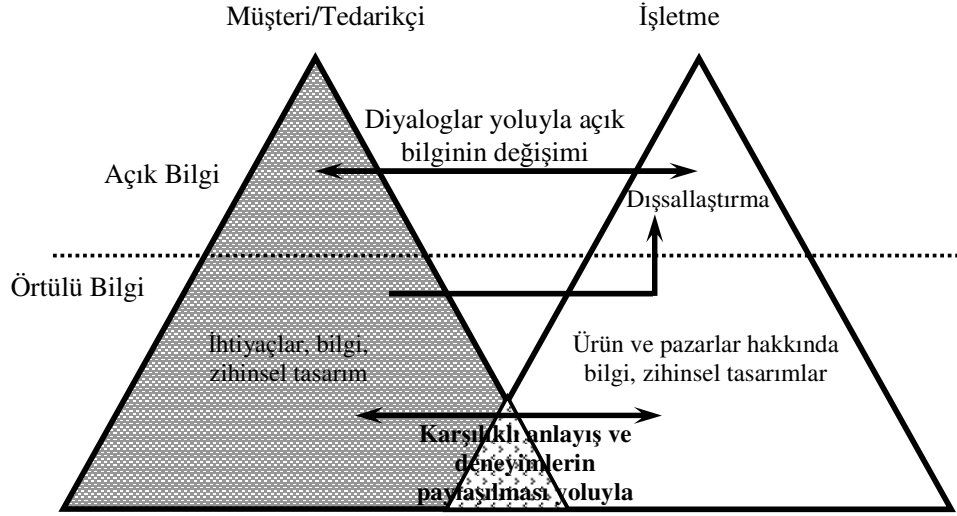 Müşteri/Tedarikçi
İşletme
Diyaloglar yoluyla açık
bilginin değişimi
Açık Bilgi
Dışsallaştırma
Örtülü Bilgi
İhtiyaçlar, bilgi,
zihinsel tasarım
Ürün ve pazarlar hakkında
bilgi, zihinsel tasarımlar
Karşılıklı anlayış ve
deneyimlerin
paylaşılması yoluyla